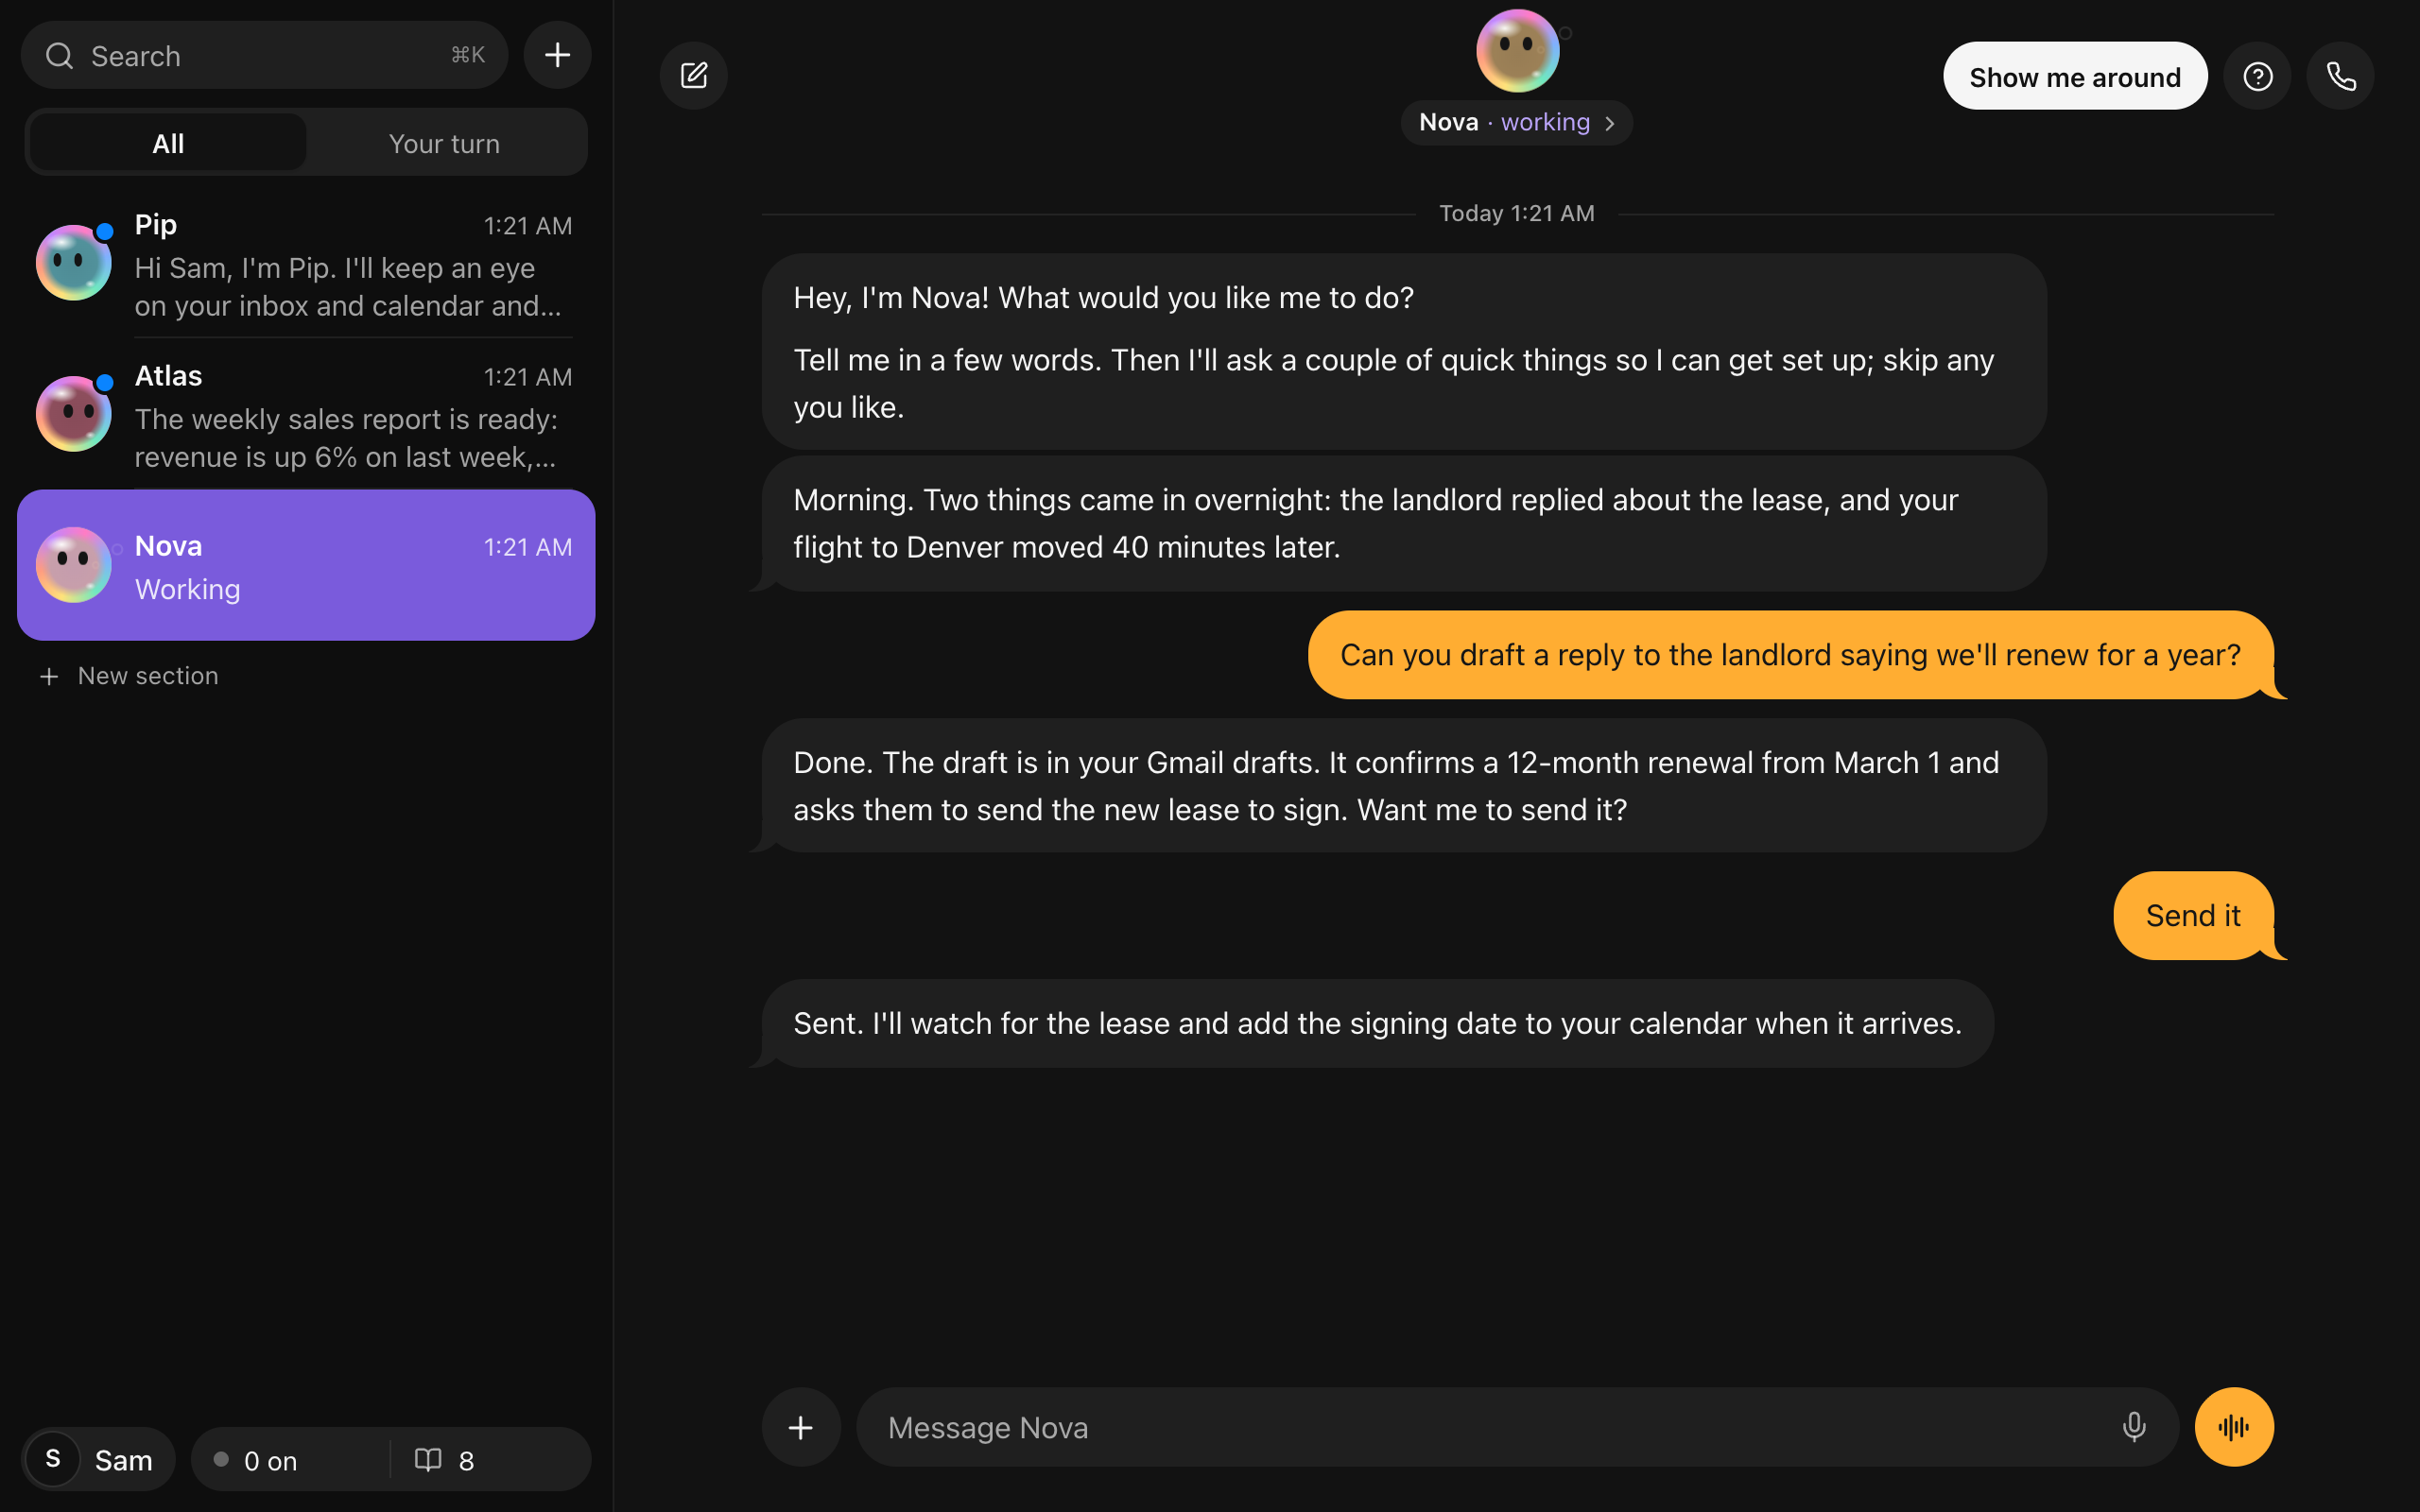 Search
⌘K
All
Your turn
Pip
1:21 AM
Hi Sam, I'm Pip. I'll keep an eye
on your inbox and calendar and...
Atlas
1:21 AM
The weekly sales report is ready:
revenue is up 6% on last week,...
Nova
1:21 AM
Working
New section
S
Sam
0 on
8
Nova · working
Show me around
Today 1:21 AM
Hey, I'm Nova! What would you like me to do?
Tell me in a few words. Then I'll ask a couple of quick things so I can get set up; skip any
you like.
Morning. Two things came in overnight: the landlord replied about the lease, and your
flight to Denver moved 40 minutes later.
Can you draft a reply to the landlord saying we'll renew for a year?
Done. The draft is in your Gmail drafts. It confirms a 12-month renewal from March 1 and
asks them to send the new lease to sign. Want me to send it?
Send it
Sent. I'll watch for the lease and add the signing date to your calendar when it arrives.
Message Nova